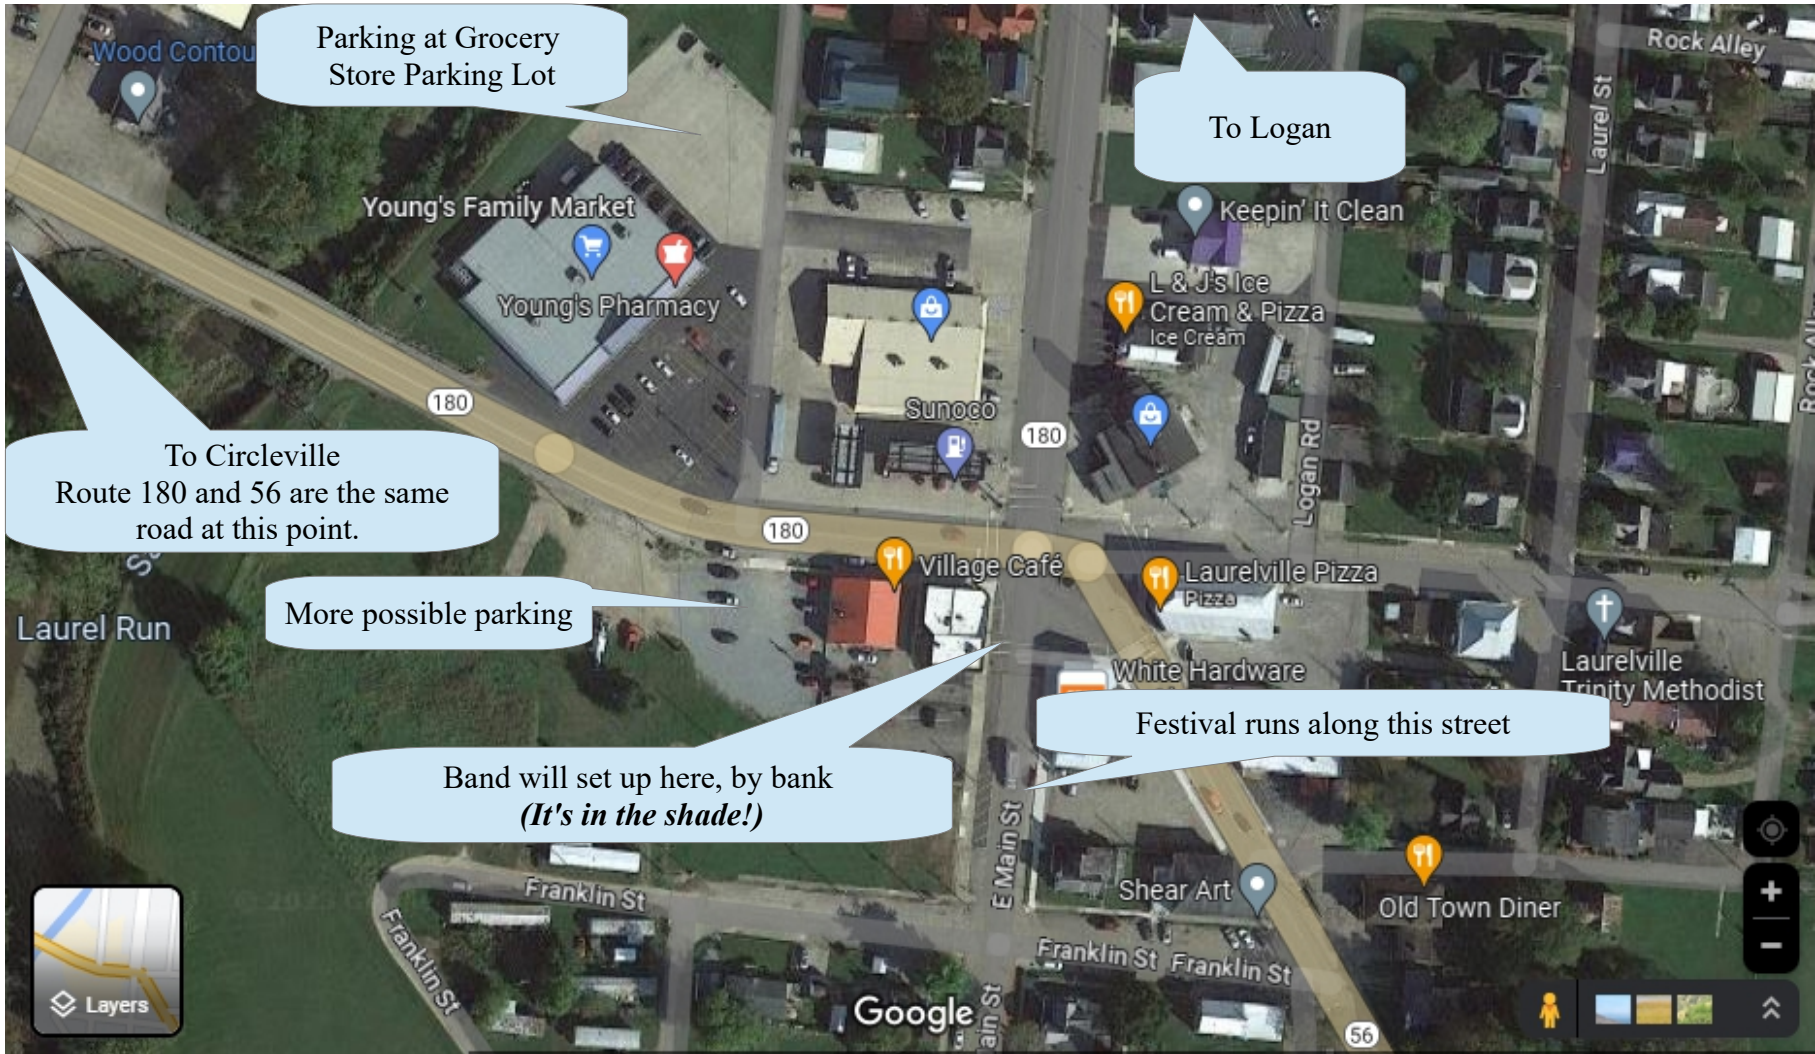 Parking at Grocery
Store Parking Lot
To Logan
Wood Contou
Rock Alley
Laurel St
Young's Family Market
Keepin' It Clean
Young's Pharmacy
L & J's Ice
Cream & Pizza
Ice Cream
Rock Al
180
Sunoco
180
Logan Rd
To Circleville
Route 180 and 56 are the same
road at this point.
Sa
180
Village Café
Laurelville Pizza
Pizza
More possible parking
Laurel Run
White Hardware
Laurelville
Trinity Methodist
Festival runs along this street
Band will set up here, by bank
(It's in the shade!)
E Main St
Franklin St
Shear Art
Old Town Diner
Franklin St
Franklin St
Franklin St
Layers
Google
ain St
56